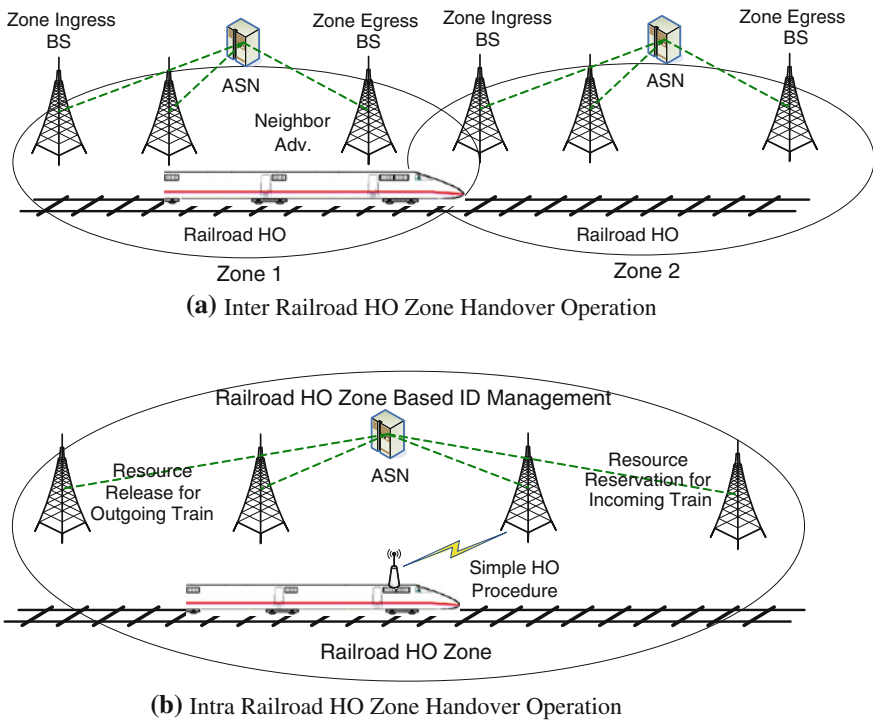 Zone Ingress
BS
ASN
Zone Egress
BS
Zone Ingress
BS
ASN
Zone Egress
BS
Neighbor
Adv.
Railroad HO
Railroad HO
Zone 1
Zone 2
(a) Inter Railroad HO Zone Handover Operation
Railroad HO Zone Based ID Management
ASN
Resource
Release for
Outgoing Train
Resource
Reservation for
Incoming Train
Simple HO
Procedure
Railroad HO Zone
(b) Intra Railroad HO Zone Handover Operation